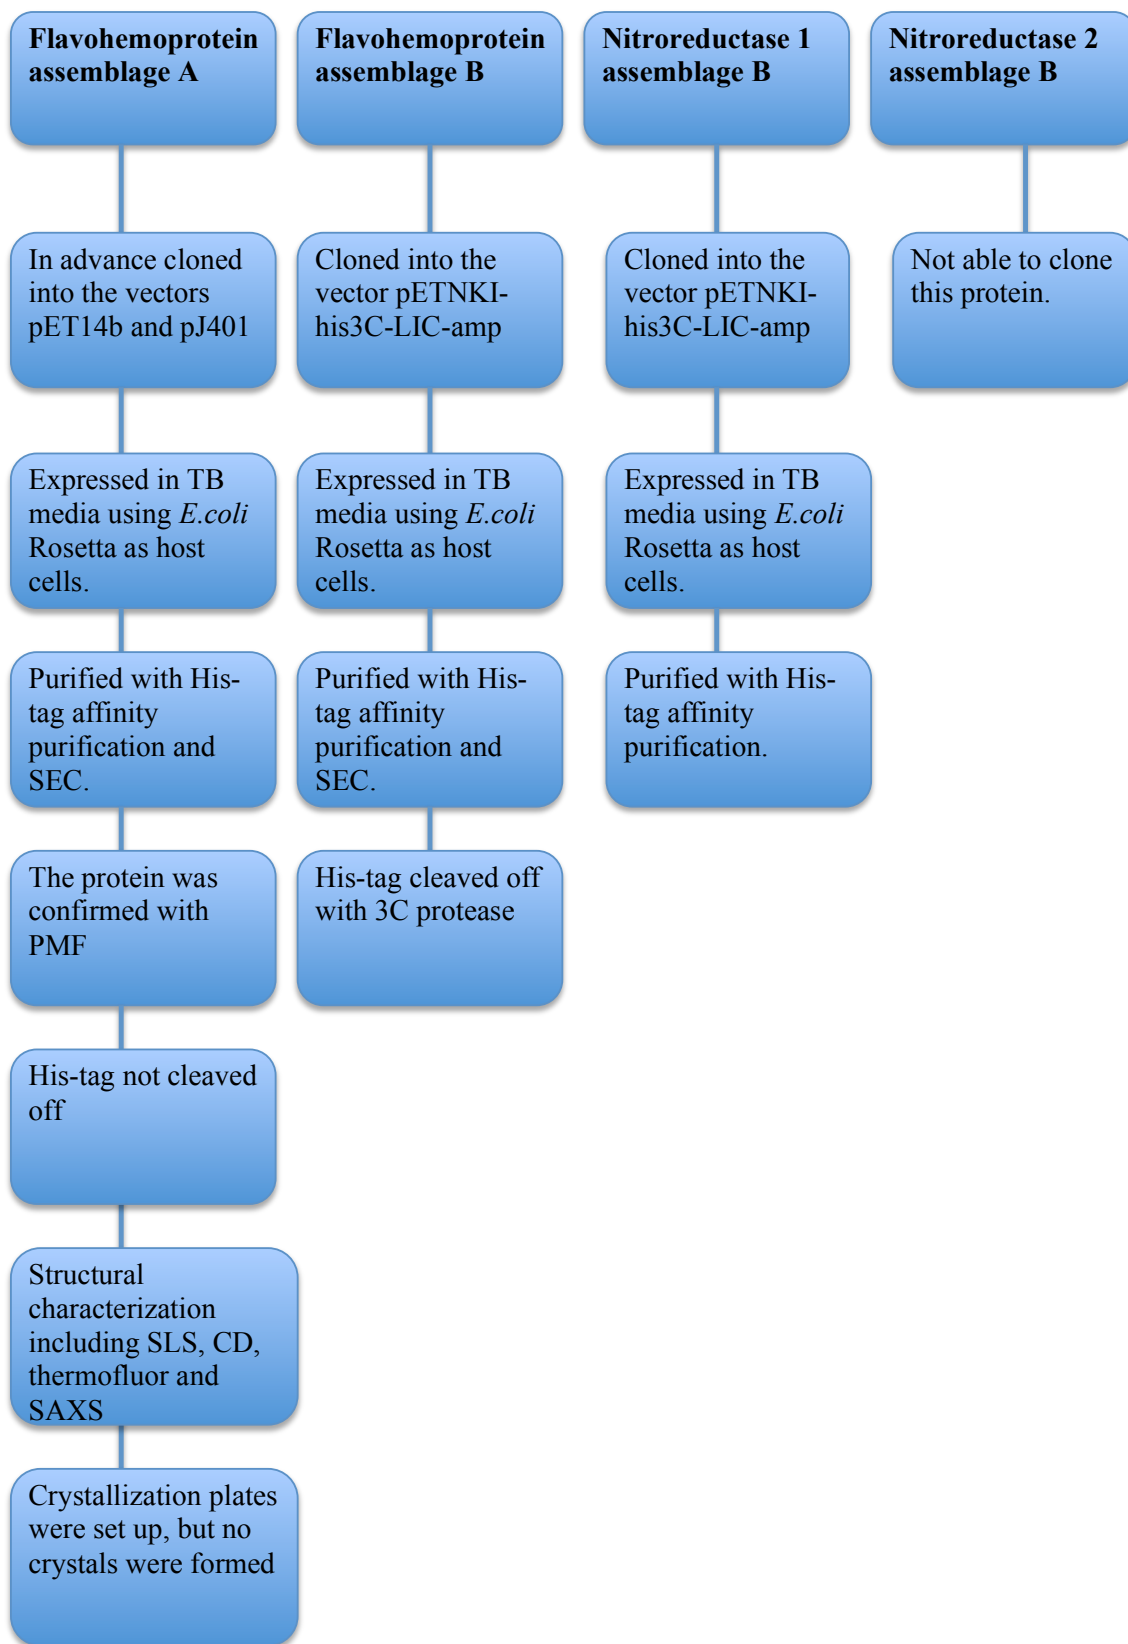 Flavohemoprotein
assemblage A
In advance cloned
into the vectors
pET14b and pJ401
Expressed in TB
media using E.coli
Rosetta as host
cells.
Purified with His-
tag affinity
purification and
SEC.
The protein was
confirmed with
PMF
His-tag not cleaved
off
Structural
characterization
including SLS, CD,
thermofluor and
SAXS
Crystallization plates
were set up, but no
crystals were formed
Flavohemoprotein
assemblage B
Cloned into the
vector pETNKI-
his3C-LIC-amp
Expressed in TB
media using E.coli
Rosetta as host
cells.
Purified with His-
tag affinity
purification and
SEC.
His-tag cleaved off
with 3C protease
Nitroreductase 1
assemblage B
Cloned into the
vector pETNKI-
his3C-LIC-amp
Expressed in TB
media using E.coli
Rosetta as host
cells.
Purified with His-
tag affinity
purification.
Nitroreductase 2
assemblage B
Not able to clone
this protein.